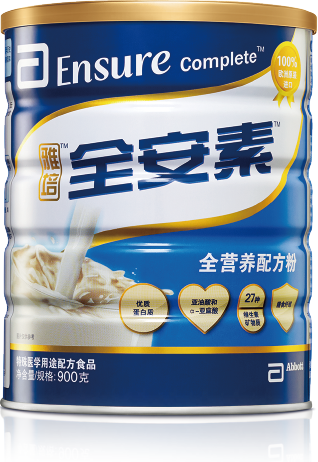 Ensure Complete™
100%
雅培™
全安素™
全营养配方粉
优质
蛋白质
亚油酸和
α-亚麻酸
27种
维生素
矿物质
特殊医学用途配方食品
净含量/规格: 900克
Abbott